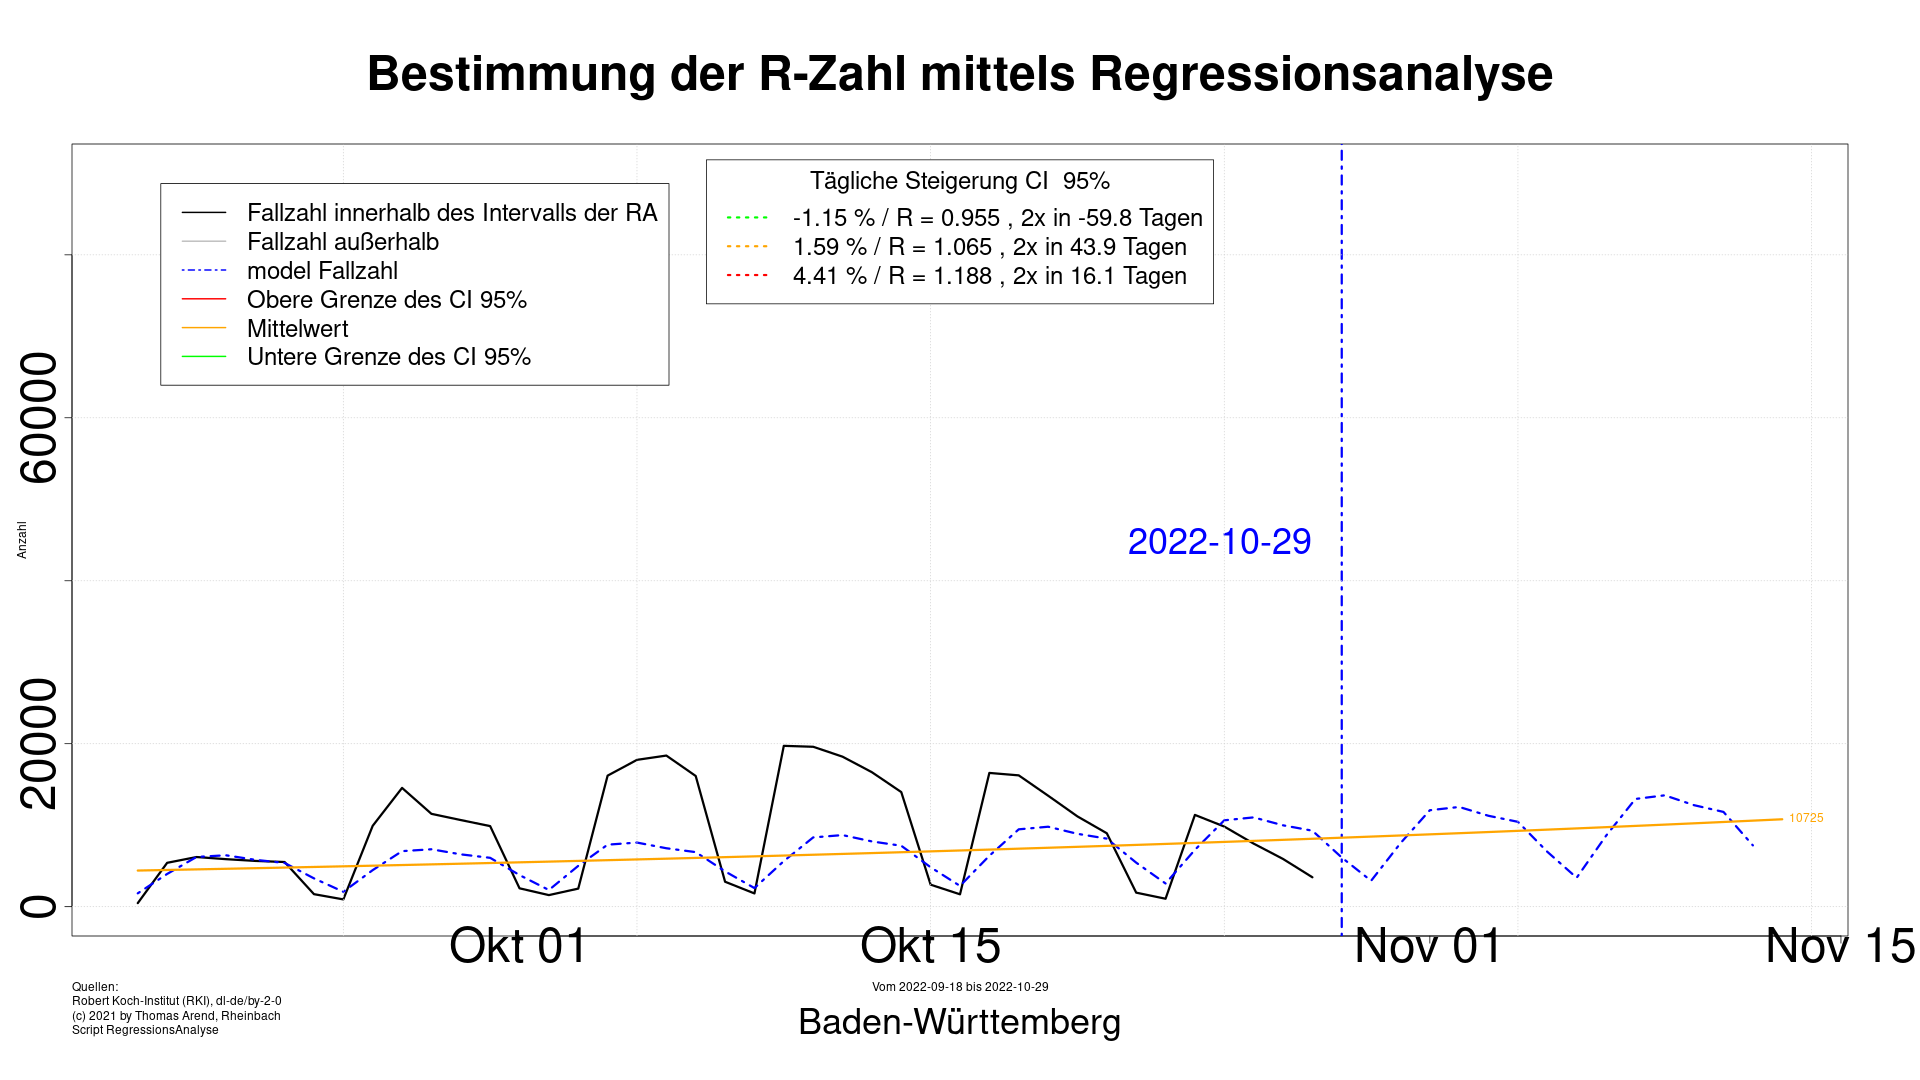 Bestimmung der R-Zahl mittels Regressionsanalyse
Fallzahl innerhalb des Intervalls der RA
Fallzahl außerhalb
model Fallzahl
Obere Grenze des CI 95%
Mittelwert
Untere Grenze des CI 95%
Tägliche Steigerung CI  95%
-1.15 % / R = 0.955 , 2x in -59.8 Tagen
1.59 % / R = 1.065 , 2x in 43.9 Tagen
4.41 % / R = 1.188 , 2x in 16.1 Tagen
60000
20000
0
Anzahl
2022-10-29
10725
Okt 01
Okt 15
Nov 01
Nov 15
Quellen:
Robert Koch-Institut (RKI), dl-de/by-2-0
(c) 2021 by Thomas Arend, Rheinbach
Script RegressionsAnalyse
Vom 2022-09-18 bis 2022-10-29
Baden-Württemberg